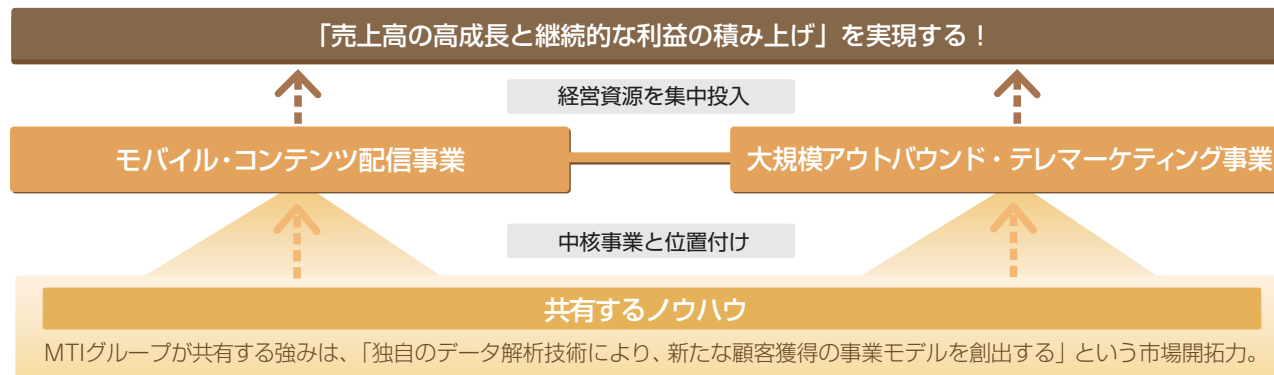 「売上高の高成長と継続的な利益の積み上げ」を実現する！
経営資源を集中投入
モバイル・コンテンツ配信事業
大規模アウトバウンド・テレマーケティング事業
中核事業と位置付け
共有するノウハウ
MTIグループが共有する強みは、「独自のデータ解析技術により、新たな顧客獲得の事業モデルを創出する」という市場開拓力。